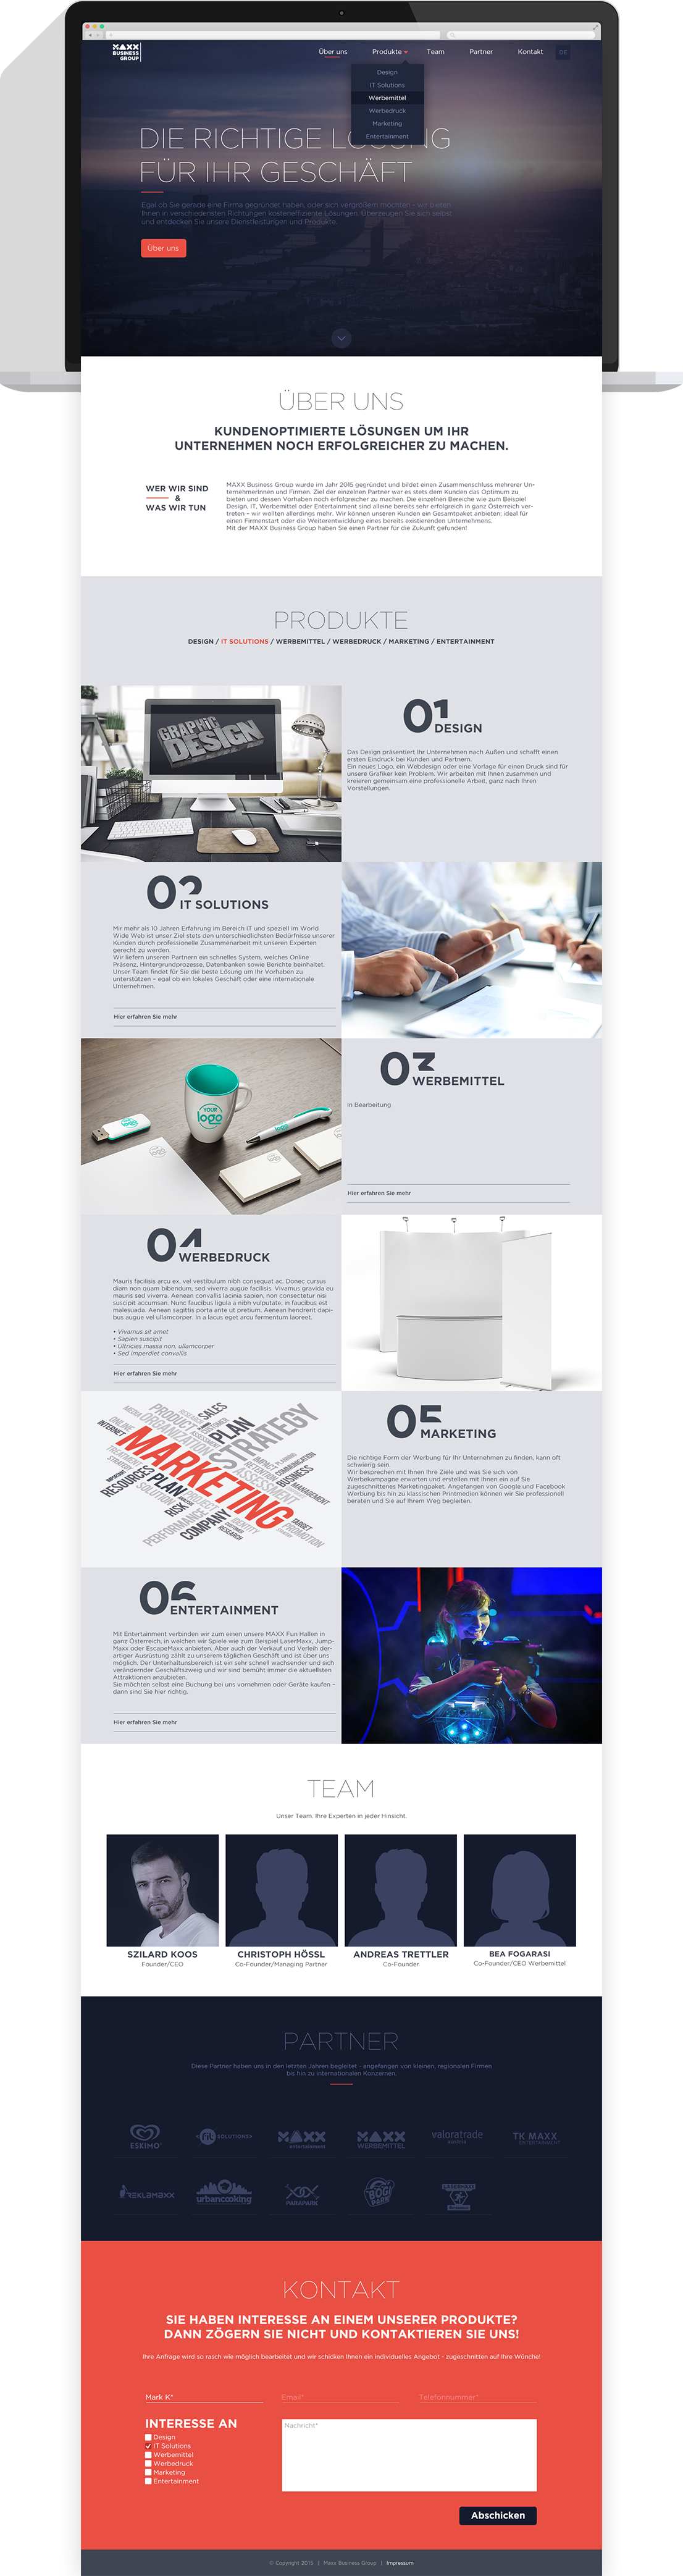 MAXX
BUSINESS
GROUP
Über uns Produkte Team Partner Kontakt DE
Design
IT Solutions
Werbemittel
Werbedruck
Marketing
Entertainment
DIE RICHTIGE LÖSUNG
FÜR IHR GESCHÄFT
Egal ob Sie gerade eine Firma gegründet haben, oder sich vergrößern möchten - wir bieten
Ihnen in verschiedensten Richtungen kosteneffiziente Lösungen. Überzeugen Sie sich selbst
und entdecken Sie unsere Dienstleistungen und Produkte.
Über uns
ÜBER UNS
KUNDENOPTIMIERTE LÖSUNGEN UM IHR
UNTERNEHMEN NOCH ERFOLGREICHER ZU MACHEN.
WER WIR SIND
&
WAS WIR TUN
MAXX Business Group wurde im Jahr 2015 gegründet und bildet einen Zusammenschluss mehrerer Un-
ternehmerInnen und Firmen. Ziel der einzelnen Partner war es stets dem Kunden das Optimum zu
bieten und dessen Vorhaben noch erfolgreicher zu machen. Die einzelnen Bereiche wie zum Beispiel
Design, IT, Werbemittel oder Entertainment sind alleine bereits sehr erfolgreich in ganz Österreich ver-
treten – wir wollten allerdings mehr. Wir können unseren Kunden ein Gesamtpaket anbieten; ideal für
einen Firmenstart oder die Weiterentwicklung eines bereits existierenden Unternehmens.
Mit der MAXX Business Group haben Sie einen Partner für die Zukunft gefunden!
PRODUKTE
DESIGN / IT SOLUTIONS / WERBEMITTEL / WERBEDRUCK / MARKETING / ENTERTAINMENT
GRAPHIC
DESIGN
01
DESIGN
Das Design präsentiert Ihr Unternehmen nach Außen und schafft einen
ersten Eindruck bei Kunden und Partnern.
Ein neues Logo, ein Webdesign oder eine Vorlage für einen Druck sind für
unsere Grafiker kein Problem. Wir arbeiten mit Ihnen zusammen und
kreieren gemeinsam eine professionelle Arbeit, ganz nach Ihren
Vorstellungen.
02
IT SOLUTIONS
Mir mehr als 10 Jahren Erfahrung im Bereich IT und speziell im World
Wide Web ist unser Ziel stets den unterschiedlichsten Bedürfnisse unserer
Kunden durch professionelle Zusammenarbeit mit unseren Experten
gerecht zu werden.
Wir liefern unseren Partnern ein schnelles System, welches Online
Präsenz, Hintergrundprozesse, Datenbanken sowie Berichte beinhaltet.
Unser Team findet für Sie die beste Lösung um Ihr Vorhaben zu
unterstützen – egal ob ein lokales Geschäft oder eine internationale
Unternehmen.
Hier erfahren Sie mehr
YOUR
logo
logo
03
WERBEMITTEL
In Bearbeitung
Hier erfahren Sie mehr
04
WERBEDRUCK
Mauris facilisis arcu ex, vel vestibulum nibh consequat ac. Donec cursus
diam non quam bibendum, sed viverra augue facilisis. Vivamus gravida eu
mauris sed viverra. Aenean convallis lacinia sapien, non consectetur nisi
suscipit accumsan. Nunc faucibus ligula a nibh vulputate, in faucibus est
malesuada. Aenean sagittis porta ante ut pretium. Aenean hendrerit dapi-
bus augue vel ullamcorper. In a lacus eget arcu fermentum laoreet.
• Vivamus sit amet
• Sapien suscipit
• Ultricies massa non, ullamcorper
• Sed imperdiet convallis
Hier erfahren Sie mehr
SALES
PLAN
STRATEGY
PRODUCT
MEDIA
ONLINE
INTERNET
MARKETING
RESOURCES
PLAN
RISK
COMPANY
PERFORMANCE
IDENTITY
CUSTOMER
RESEARCH
TARGET
PROMOTION
MANAGEMENT
BUSINESS
COMMUNICATION
IMPACT
05
MARKETING
Die richtige Form der Werbung für Ihr Unternehmen zu finden, kann oft
schwierig sein.
Wir besprechen mit Ihnen Ihre Ziele und was Sie sich von
Werbekampagne erwarten und erstellen mit Ihnen ein auf Sie
zugeschnittenes Marketingpaket. Angefangen von Google und Facebook
Werbung bis hin zu klassischen Printmedien können wir Sie professionell
beraten und Sie auf Ihrem Weg begleiten.
06
ENTERTAINMENT
Mit Entertainment verbinden wir zum einen unsere MAXX Fun Hallen in
ganz Österreich, in welchen wir Spiele wie zum Beispiel LaserMaxx, Jump-
Maxx oder EscapeMaxx anbieten. Aber auch der Verkauf und Verleih der-
artiger Ausrüstung zählt zu unserem täglichen Geschäft und ist über uns
möglich. Der Unterhaltungsbereich ist ein sehr schnell wachsender und sich
verändernder Geschäftszweig und wir sind bemüht immer die aktuellsten
Attraktionen anzubieten.
Sie möchten selbst eine Buchung bei uns vornehmen oder Geräte kaufen –
dann sind Sie hier richtig.
Hier erfahren Sie mehr
TEAM
Unser Team. Ihre Experten in jeder Hinsicht.
SZILARD KOOS CHRISTOPH HÖSSL ANDREAS TRETTLER BEA FOGARASI
Founder/CEO Co-Founder/Managing Partner Co-Founder Co-Founder/CEO Werbemittel
PARTNER
Diese Partner haben uns in den letzten Jahren begleitet – angefangen von kleinen, regionalen Firmen
bis hin zu internationalen Konzernen.
ESKIMO
fit SOLUTIONS
MAXX
entertainment
MAXX
WERBEMITTEL
valoratrade
austria
TK MAXX
ENTERTAINMENT
REKLAMAXX
urbancooking
PARAPARK
BOGI
PARK
LASERMAXX
KONTAKT
SIE HABEN INTERESSE AN EINEM UNSERER PRODUKTE?
DANN ZÖGERN SIE NICHT UND KONTAKTIEREN SIE UNS!
Ihre Anfrage wird so rasch wie möglich bearbeitet und wir schicken Ihnen ein individuelles Angebot - zugeschnitten auf Ihre Wünche!
Mark K* Email* Telefonnummer*
INTERESSE AN
Nachricht*
Design
IT Solutions
Werbemittel
Werbedruck
Marketing
Entertainment
Abschicken
© Copyright 2015 | Maxx Business Group | Impressum